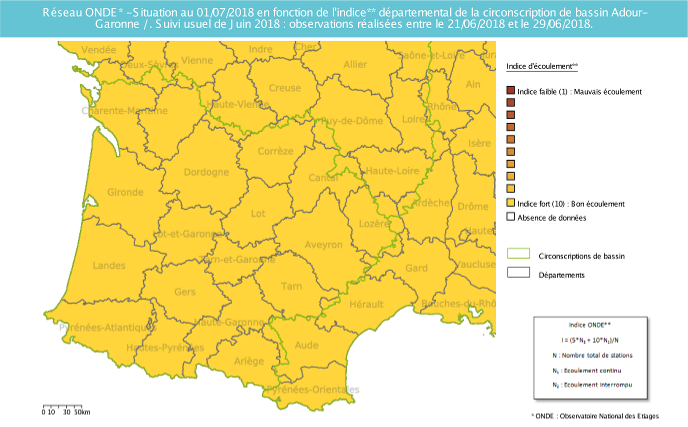 Réseau ONDE* -Situation au 01/07/2018 en fonction de l'indice** départemental de la circonscription de bassin Adour-
Garonne /. Suivi usuel de Juin 2018 : observations réalisées entre le 21/06/2018 et le 29/06/2018.
Vendée
Deux-Sèvres
Vienne
Indre
Cher
Allier
Saône-et-Loire
Jura
Ain
Creuse
Haute-Vienne
Charente-Maritime
Puy-de-Dôme
Loire
Rhône
Isère
Corrèze
Dordogne
Cantal
Haute-Loire
Gironde
Ardèche
Drôme
Lot
Lozère
Haute
Lot-et-Garonne
Aveyron
Tarn-et-Garonne
Landes
Gard
Vaucluse
Gers
Tarn
Hérault
Bouches-du-Rhô
Pyrénées-Atlantiques
Haute-Garonne
Hautes-Pyrénées
Aude
Ariège
Pyrénées-Orientales
0 10 30 50km
Indice d'écoulement**
Indice faible (1) : Mauvais écoulement
Indice fort (10) : Bon écoulement
Absence de données
Circonscriptions de bassin
Départements
Indice ONDE**
I = (5*N₂ + 10*N₁)/N
N : Nombre total de stations
N₁ : Ecoulement continu
N₂ : Ecoulement interrompu
* ONDE : Observatoire National des Etiages